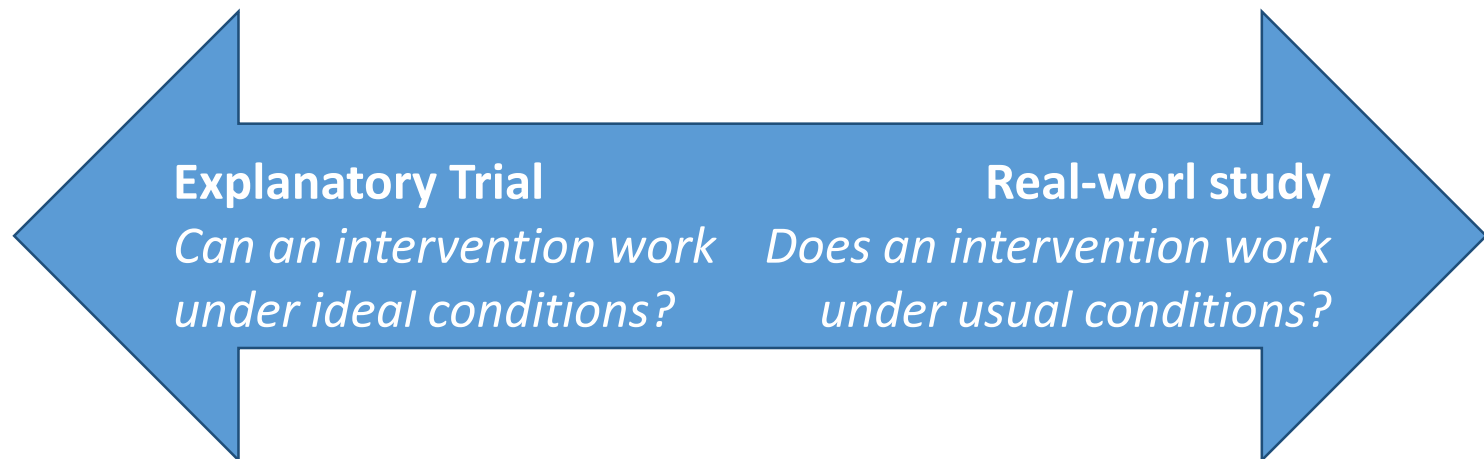 Explanatory Trial
Can an intervention work
under ideal conditions?
Real-worl study
Does an intervention work
under usual conditions?